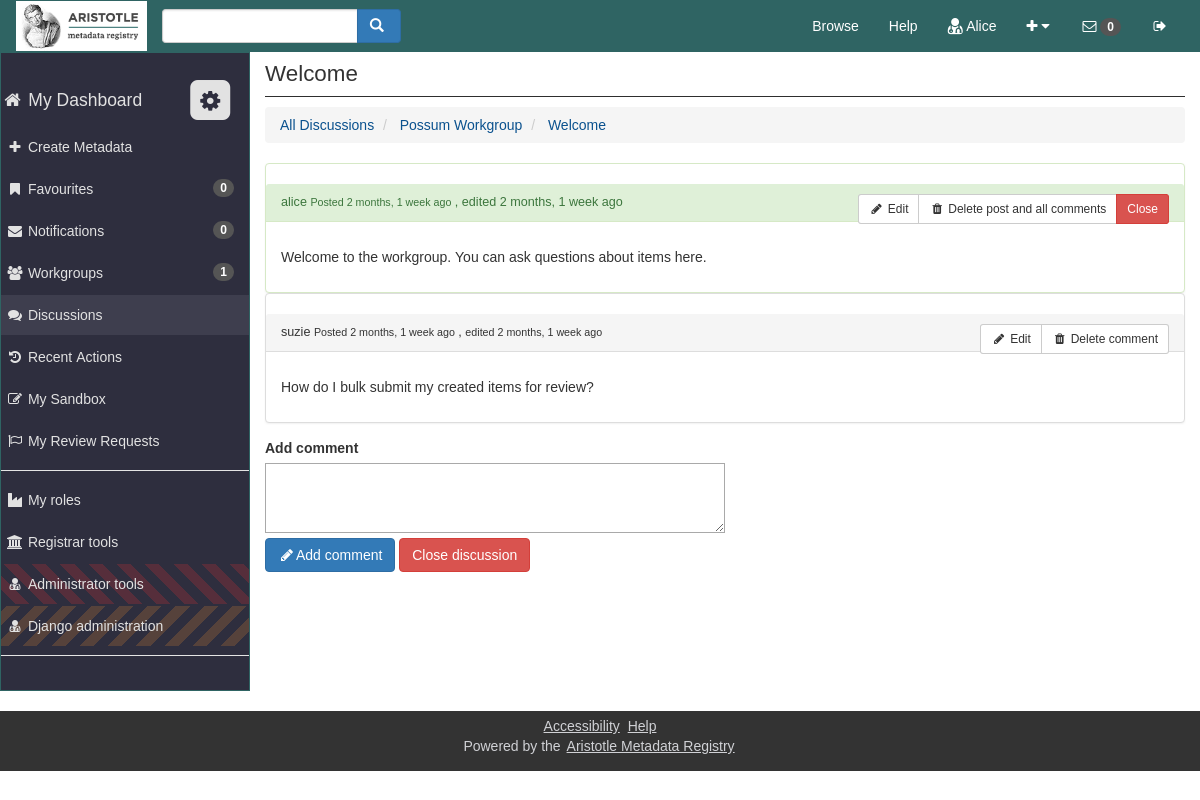 ARISTOTLE
metadata registry
Browse Help Alice 0
My Dashboard
Create Metadata
Favourites 0
Notifications 0
Workgroups 1
Discussions
Recent Actions
My Sandbox
My Review Requests
My roles
Registrar tools
Administrator tools
Django administration
Welcome
All Discussions / Possum Workgroup / Welcome
alice Posted 2 months, 1 week ago , edited 2 months, 1 week ago Edit Delete post and all comments Close
Welcome to the workgroup. You can ask questions about items here.
suzie Posted 2 months, 1 week ago , edited 2 months, 1 week ago Edit Delete comment
How do I bulk submit my created items for review?
Add comment
Add comment Close discussion
Accessibility Help
Powered by the Aristotle Metadata Registry